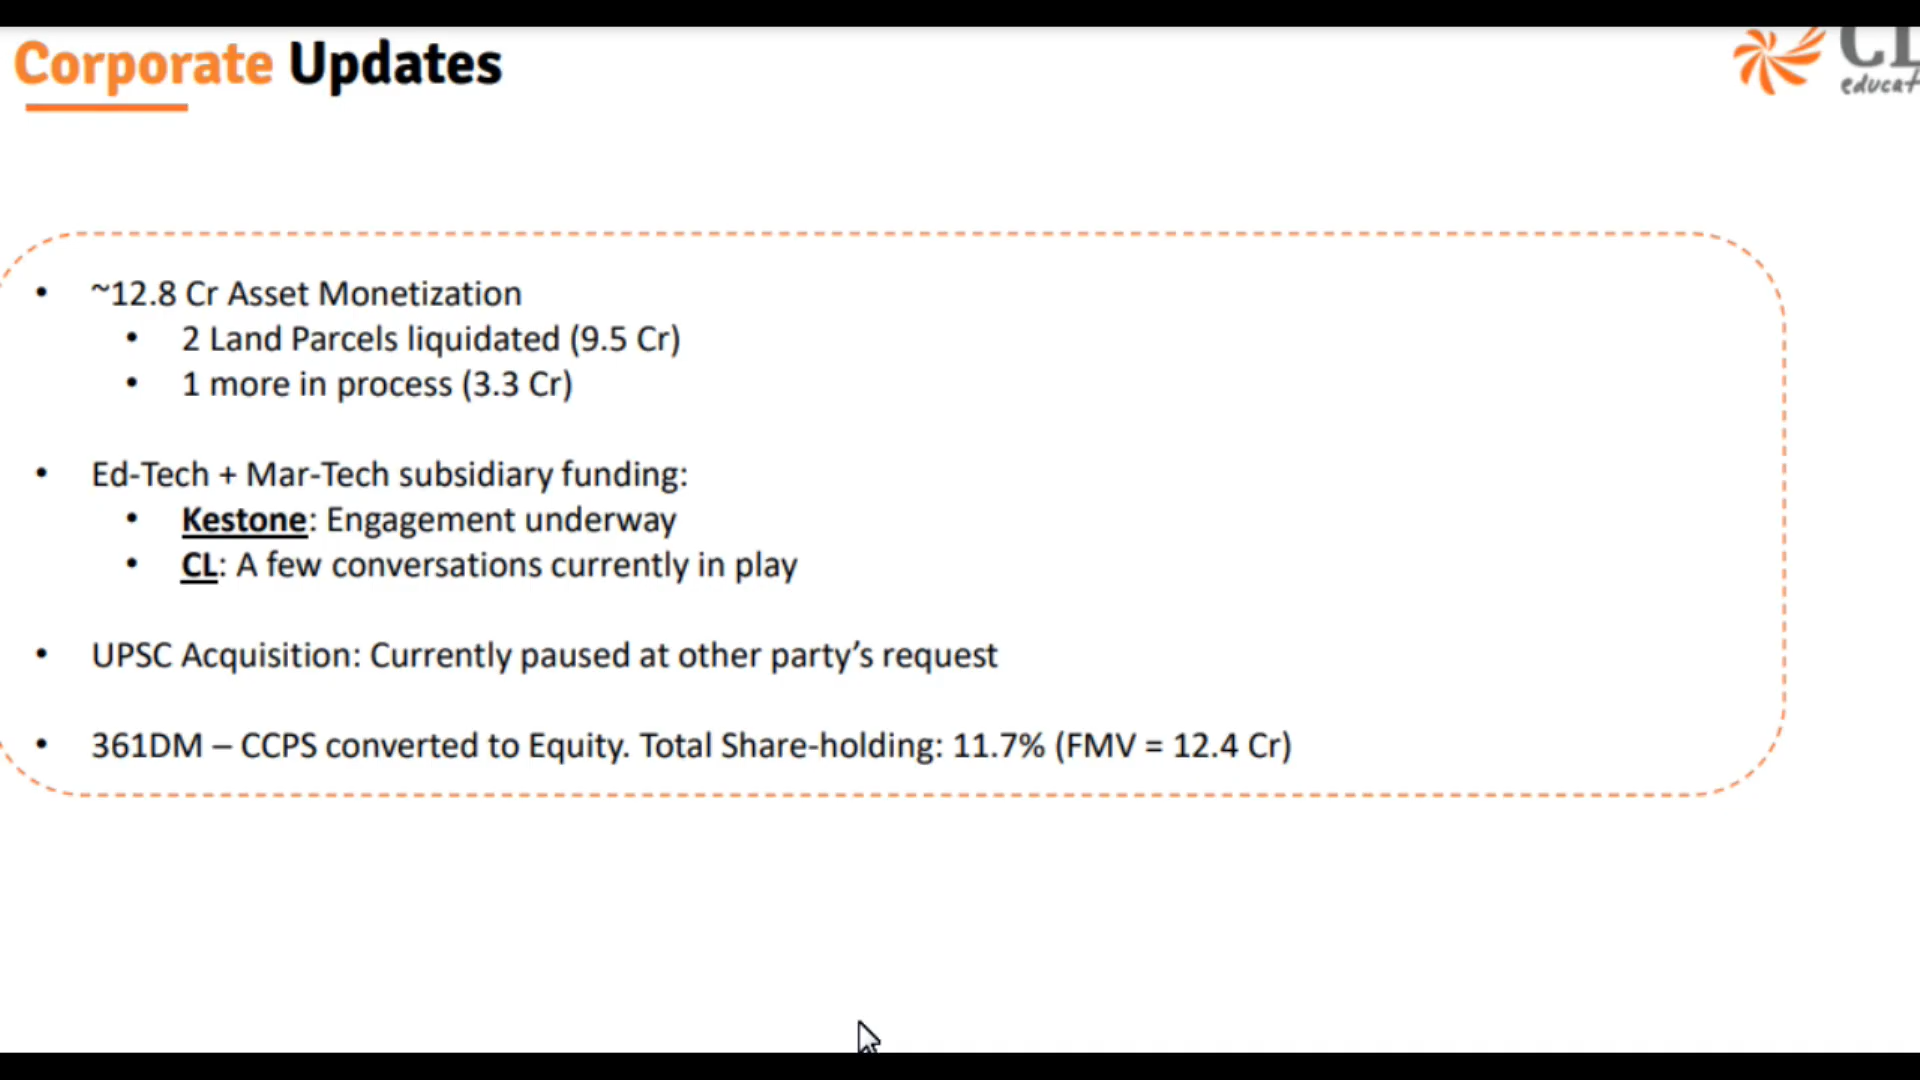 Corporate Updates
• ~12.8 Cr Asset Monetization
• 2 Land Parcels liquidated (9.5 Cr)
• 1 more in process (3.3 Cr)
• Ed-Tech + Mar-Tech subsidiary funding:
• Kestone: Engagement underway
• CL: A few conversations currently in play
• UPSC Acquisition: Currently paused at other party’s request
• 361DM – CCPS converted to Equity. Total Share-holding: 11.7% (FMV = 12.4 Cr)